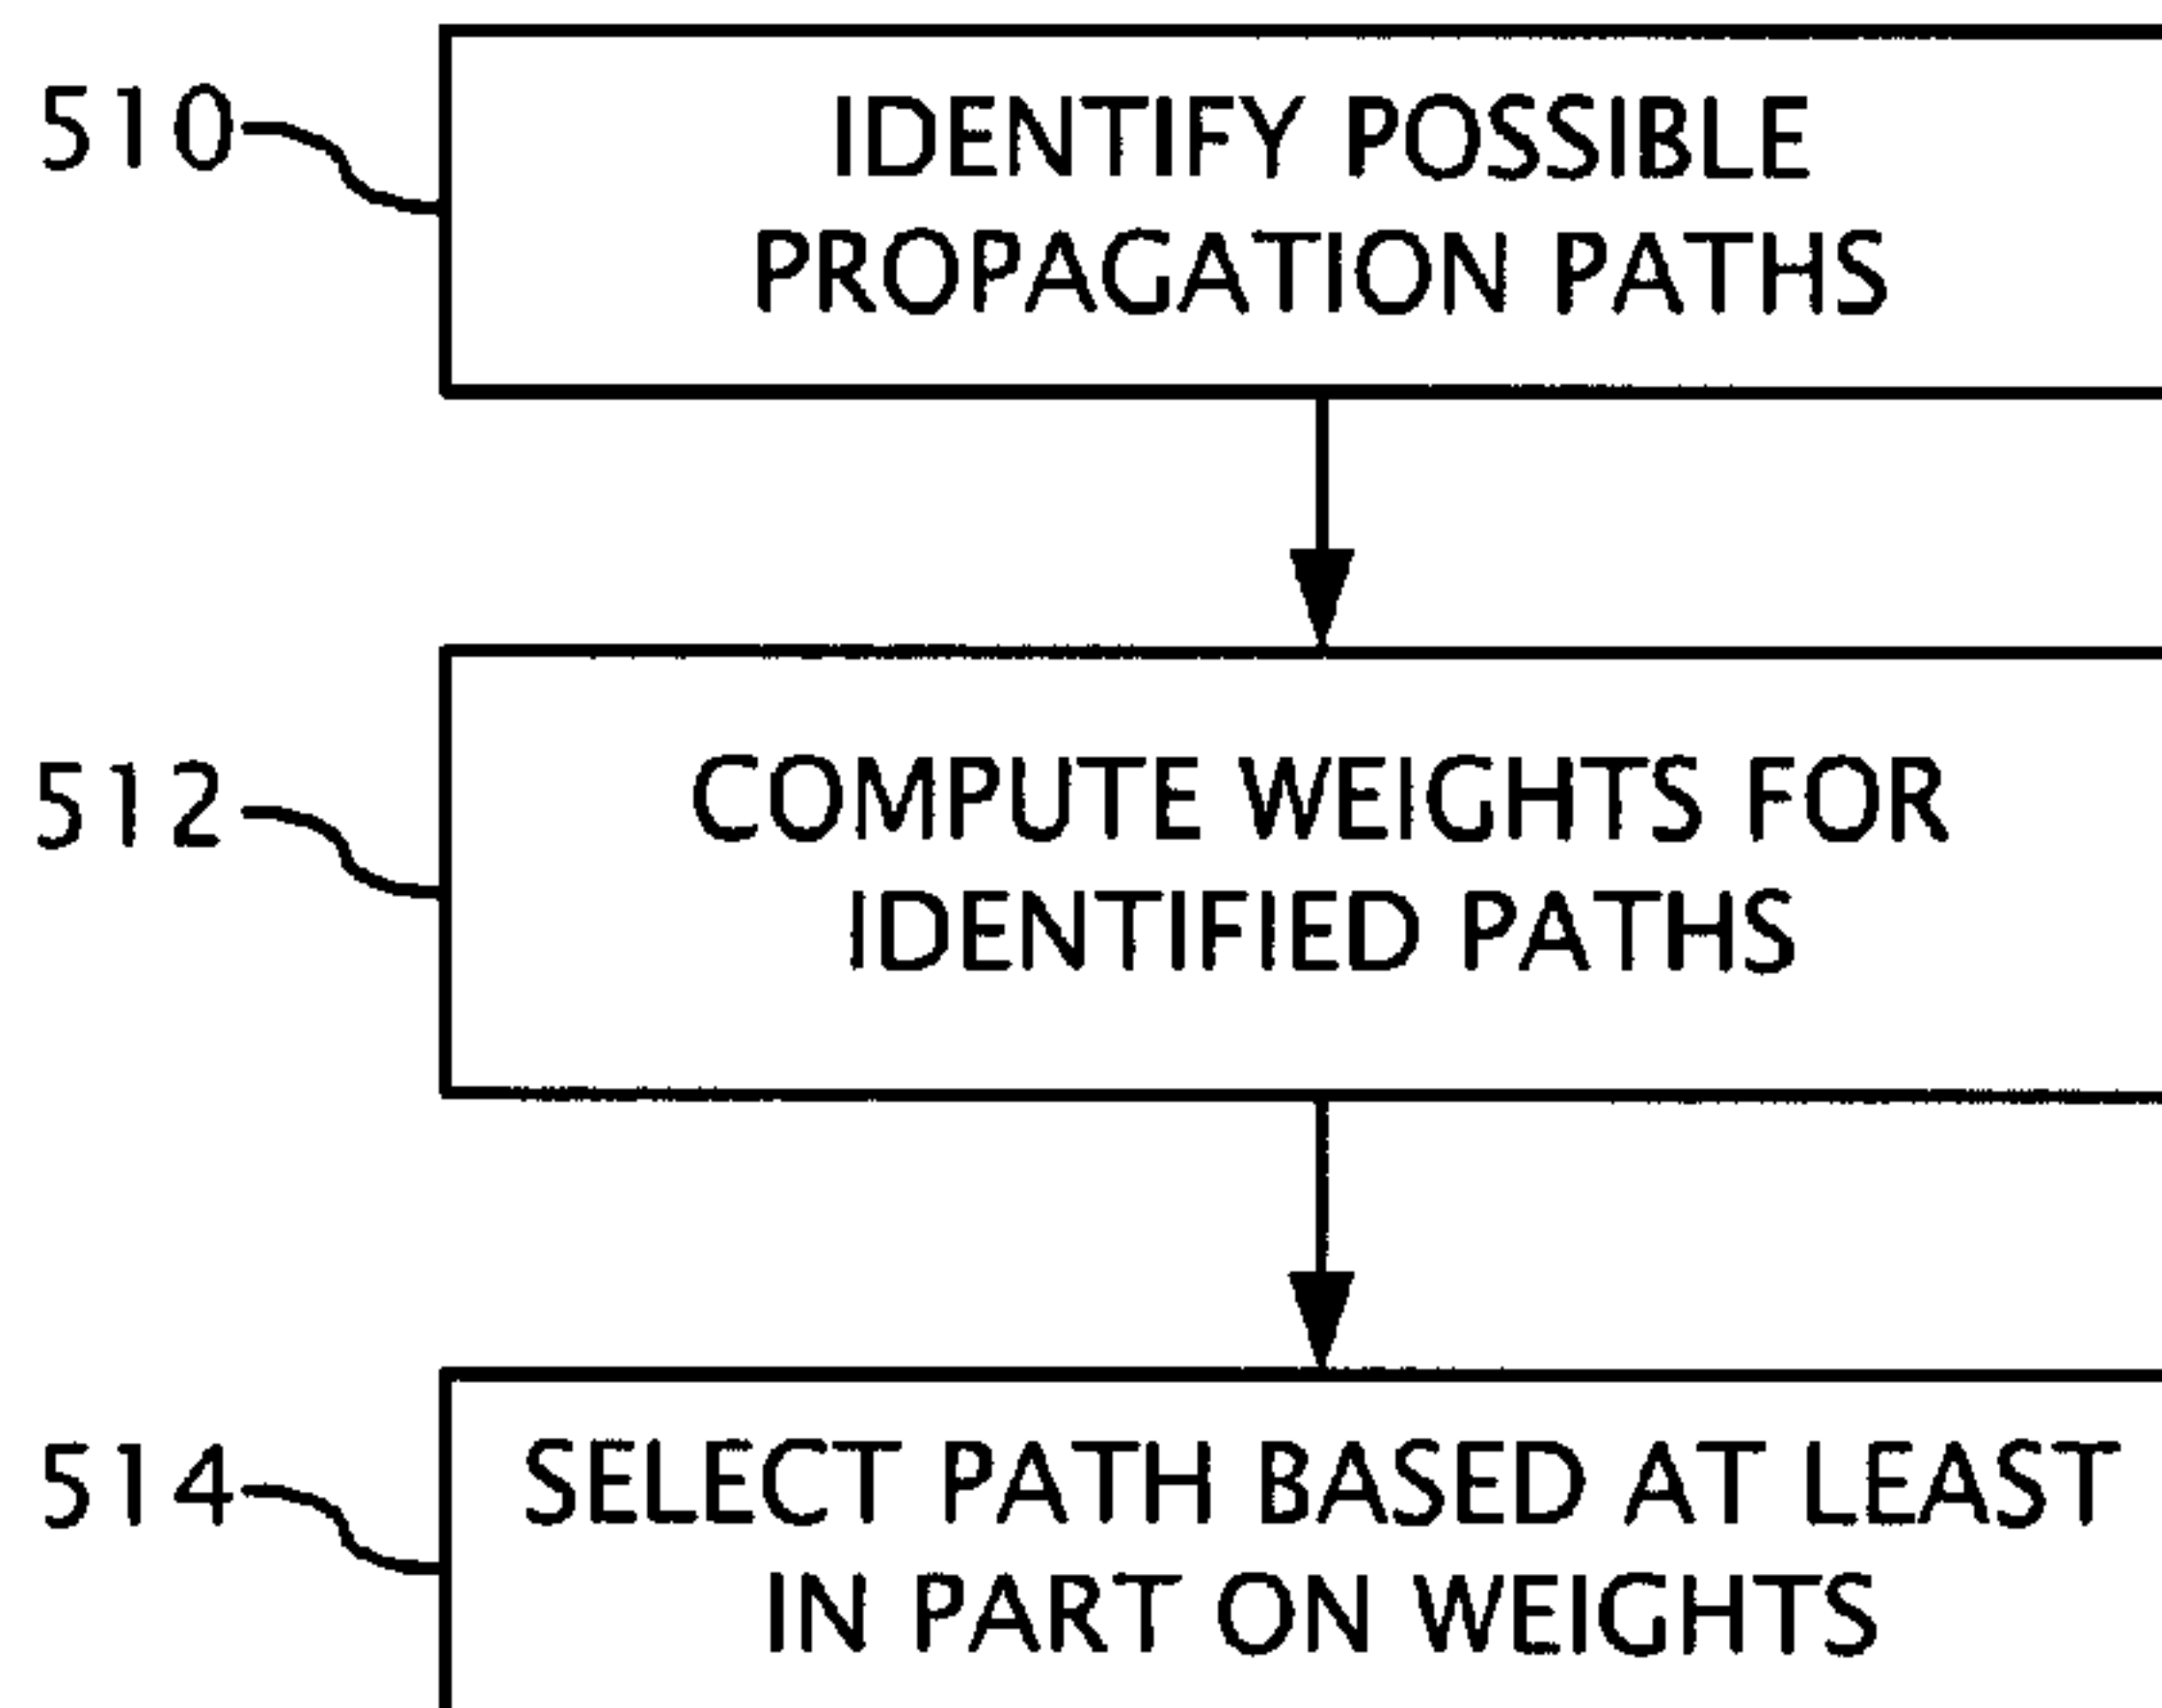 510
IDENTIFY POSSIBLE
PROPAGATION PATHS
512
COMPUTE WEIGHTS FOR
IDENTIFIED PATHS
514
SELECT PATH BASED AT LEAST
IN PART ON WEIGHTS